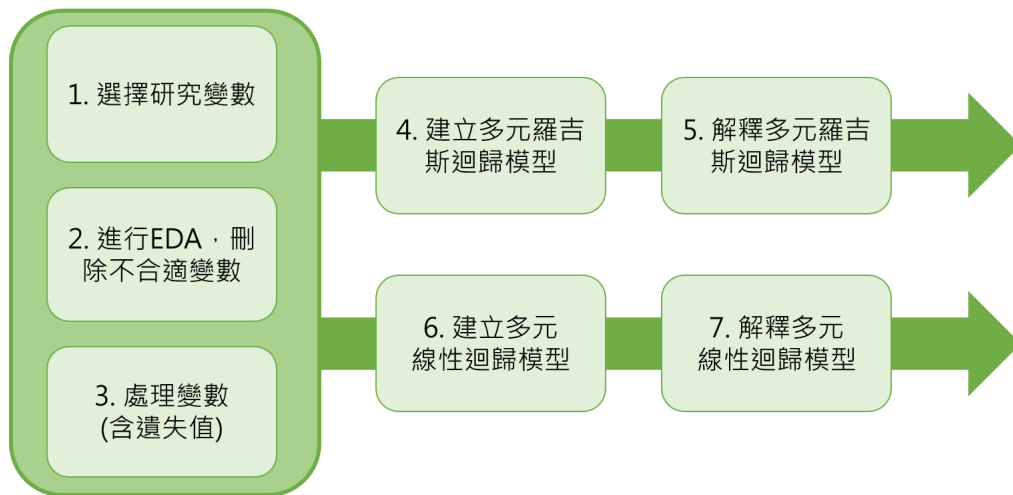 1. 選擇研究變數
2. 進行EDA，刪
除不合適變數
3. 處理變數
(含遺失值)
4. 建立多元羅吉
斯迴歸模型
5. 解釋多元羅吉
斯迴歸模型
6. 建立多元
線性迴歸模型
7. 解釋多元
線性迴歸模型